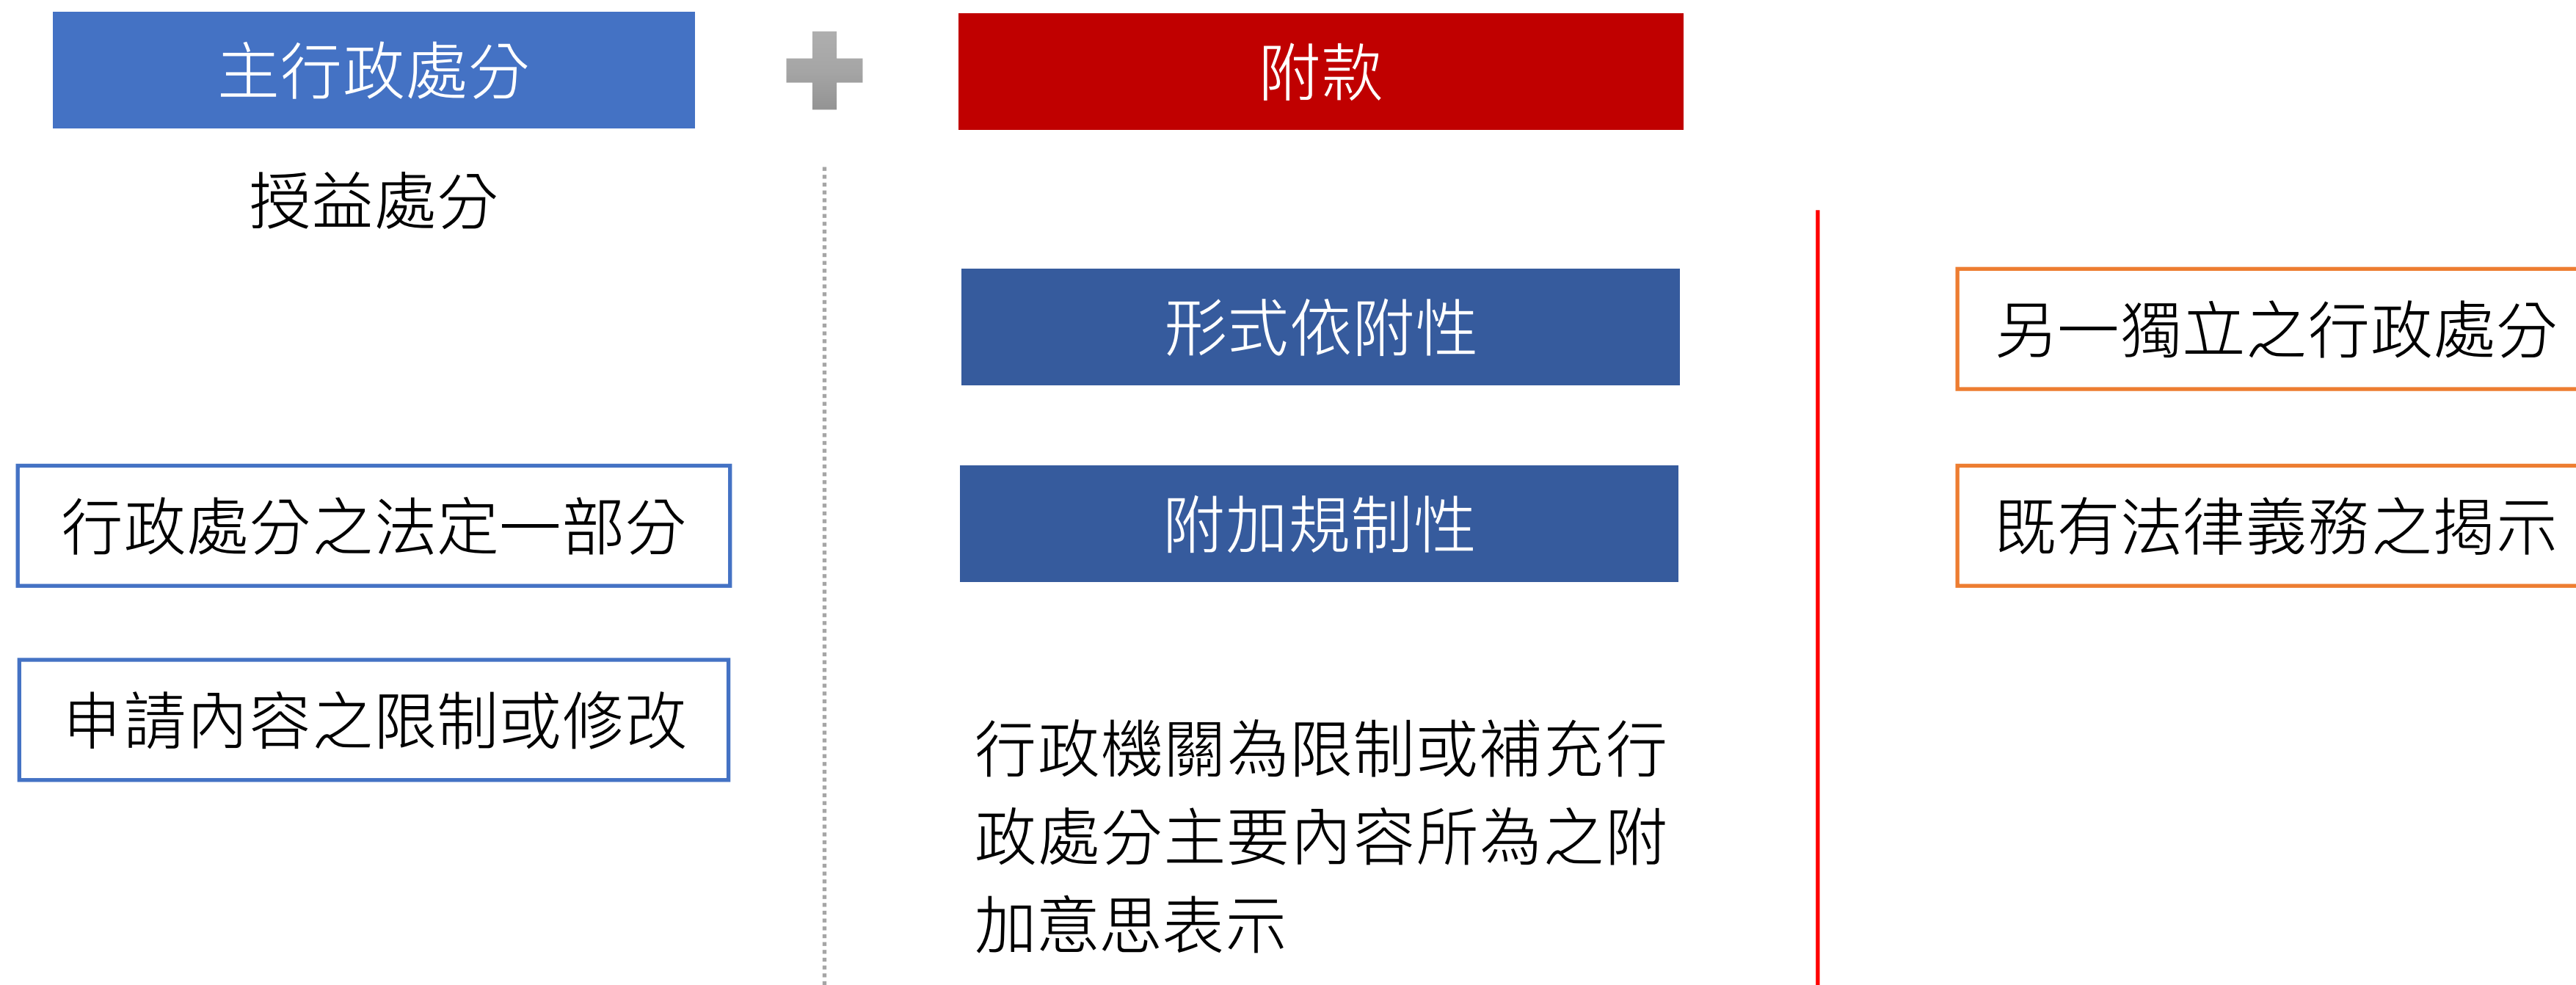 主行政處分
附款
授益處分
形式依附性
另一獨立之行政處分
行政處分之法定一部分
附加規制性
既有法律義務之揭示
申請內容之限制或修改
行政機關為限制或補充行
政處分主要內容所為之附
加意思表示